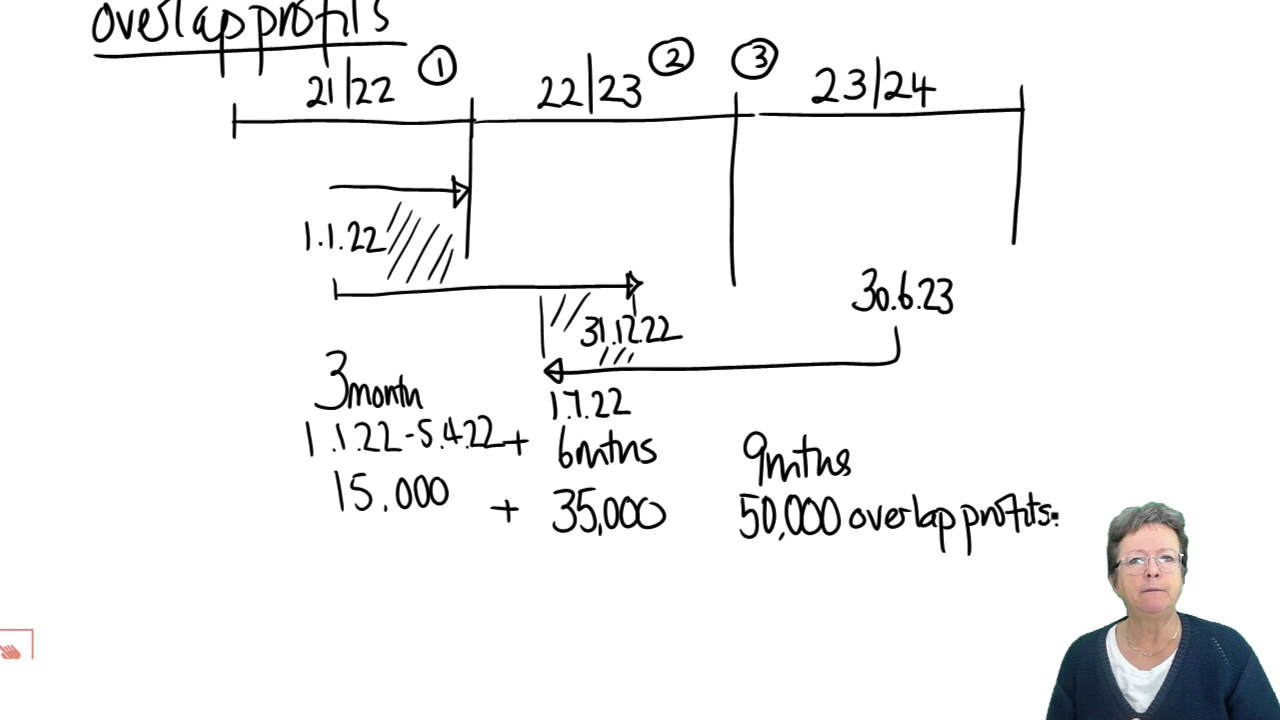 overlap profits
21/22 ① 22/23 ② ③ 23/24
1.1.22
30.6.23
31.12.22
3month 1.7.22
1.1.22-5.4.22 + 6mths 9mths
15,000 + 35,000 50,000 overlap profits.